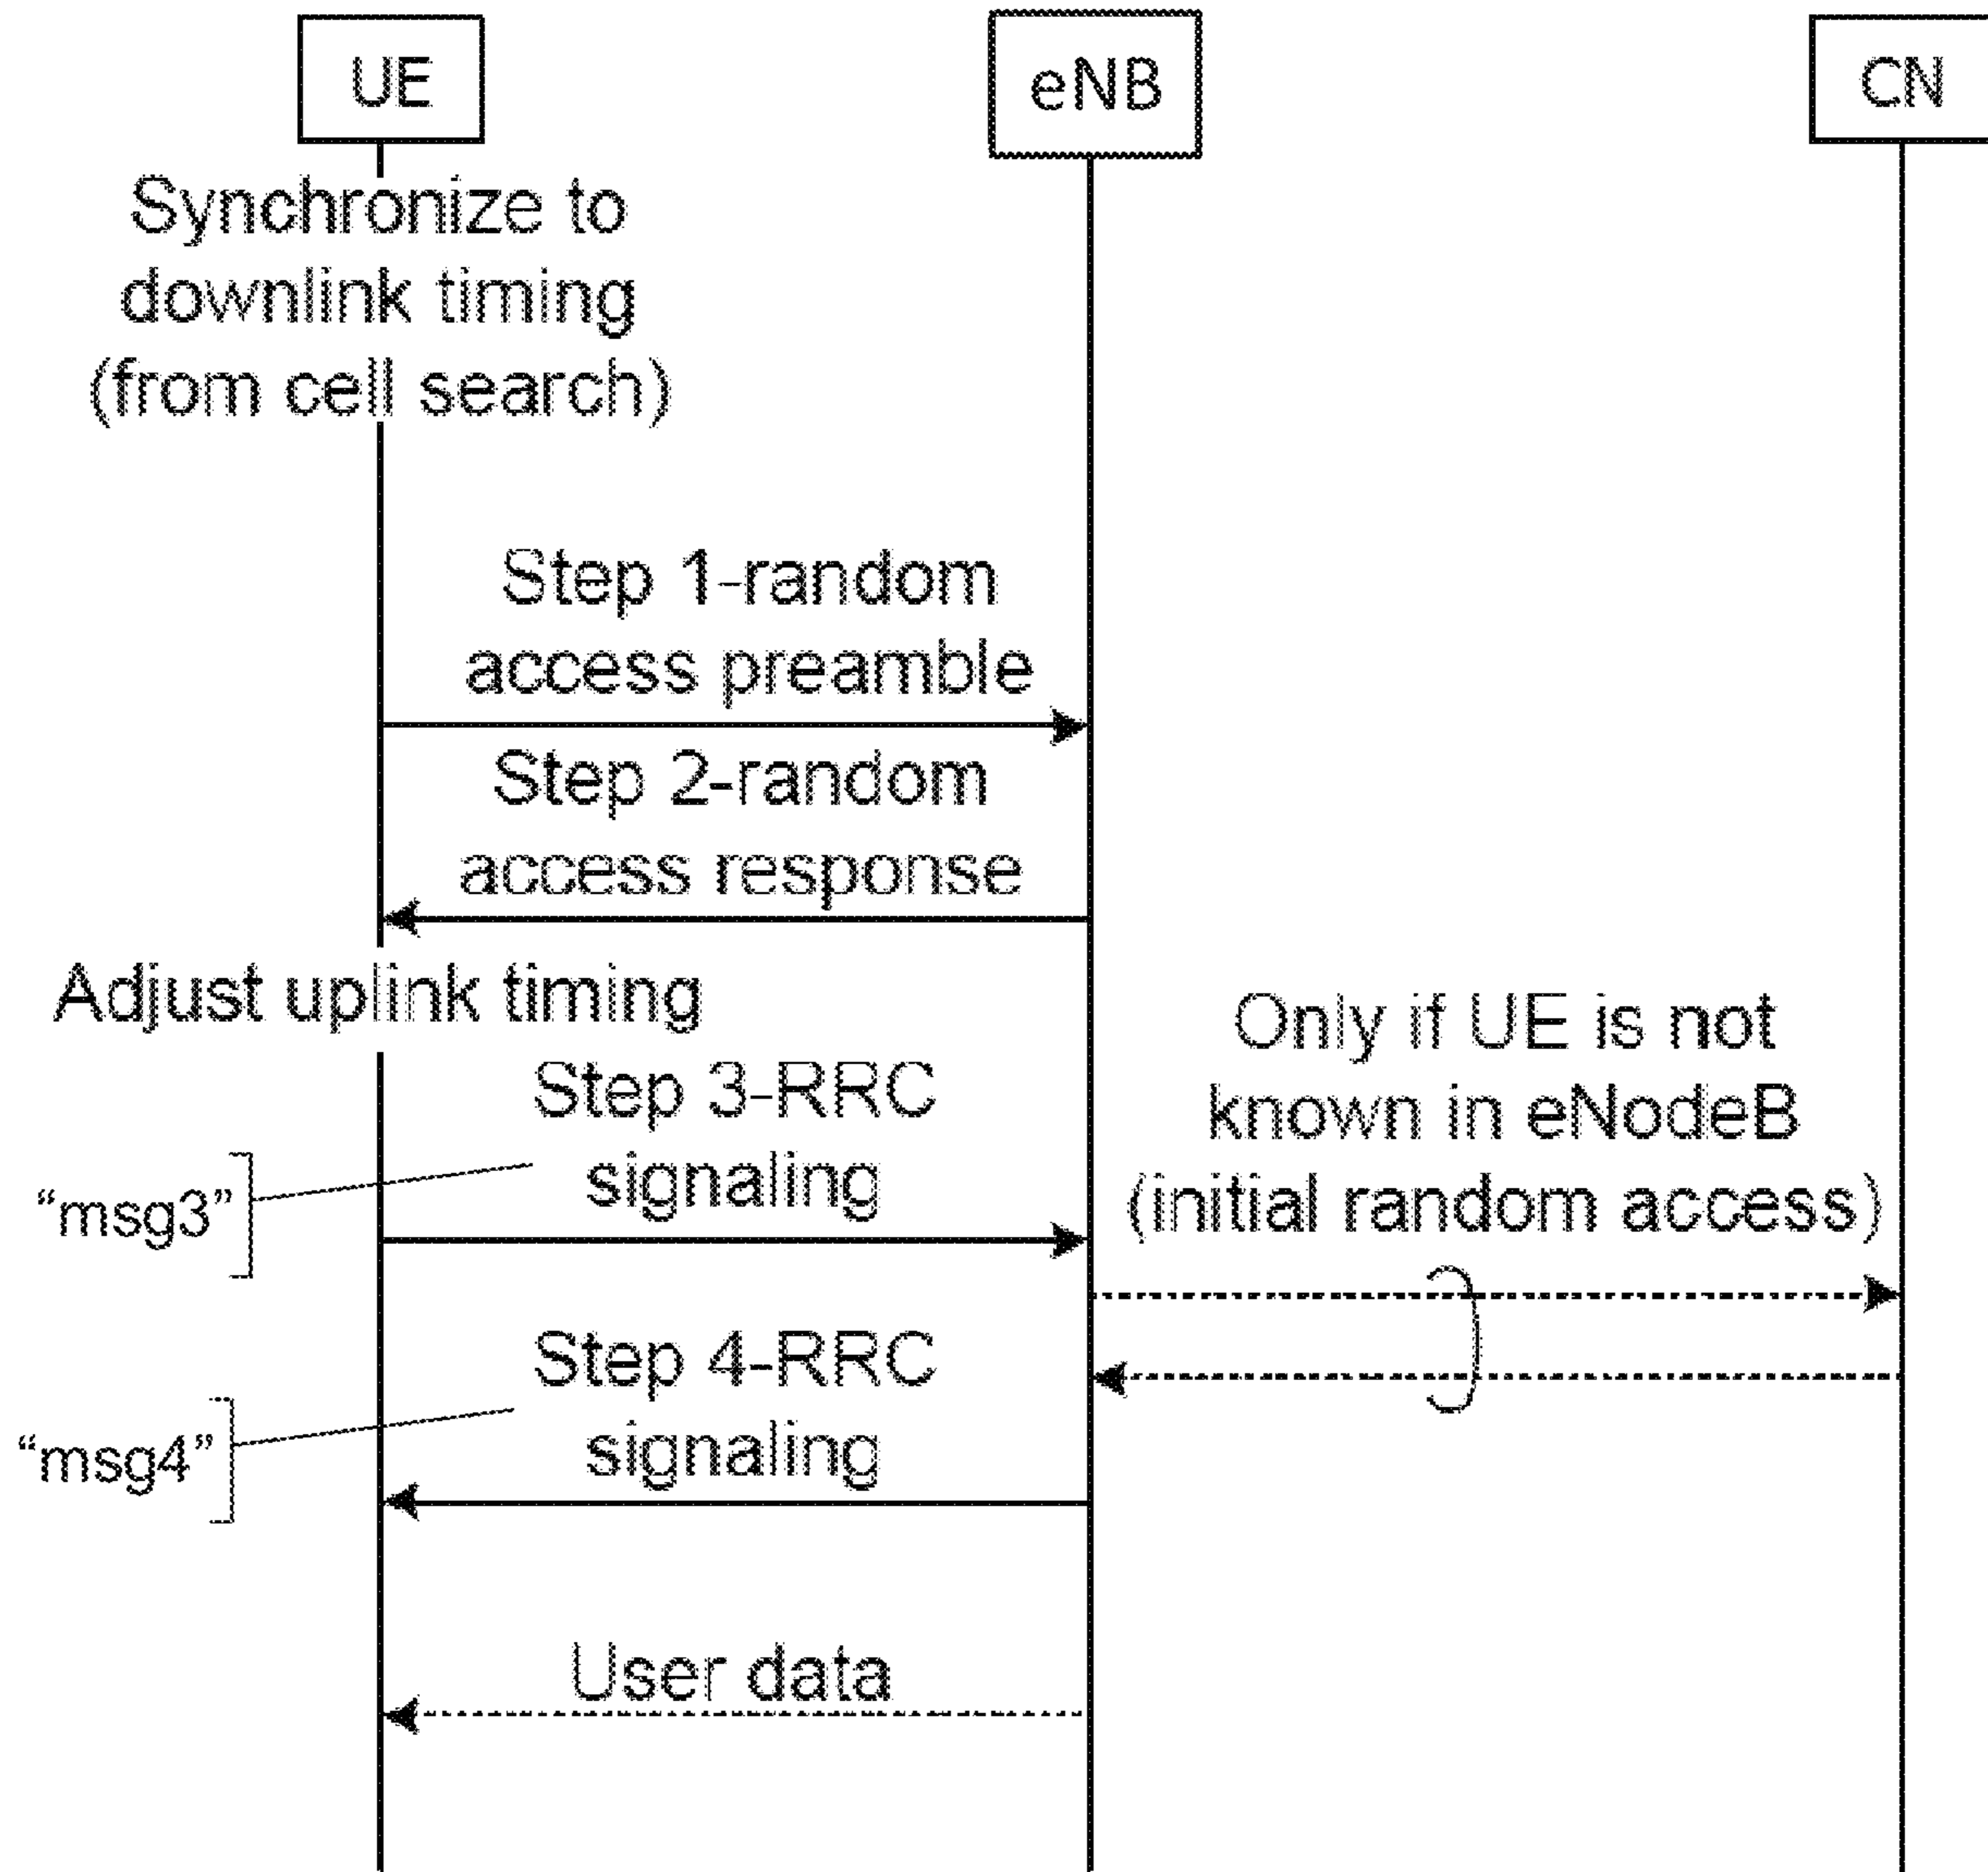 UE
eNB
CN
Synchronize to
downlink timing
(from cell search)
Step 1-random
access preamble
Step 2-random
access response
Adjust uplink timing
Only if UE is not
known in eNodeB
(initial random access)
Step 3-RRC
signaling
“msg3”
Step 4-RRC
signaling
“msg4”
User data